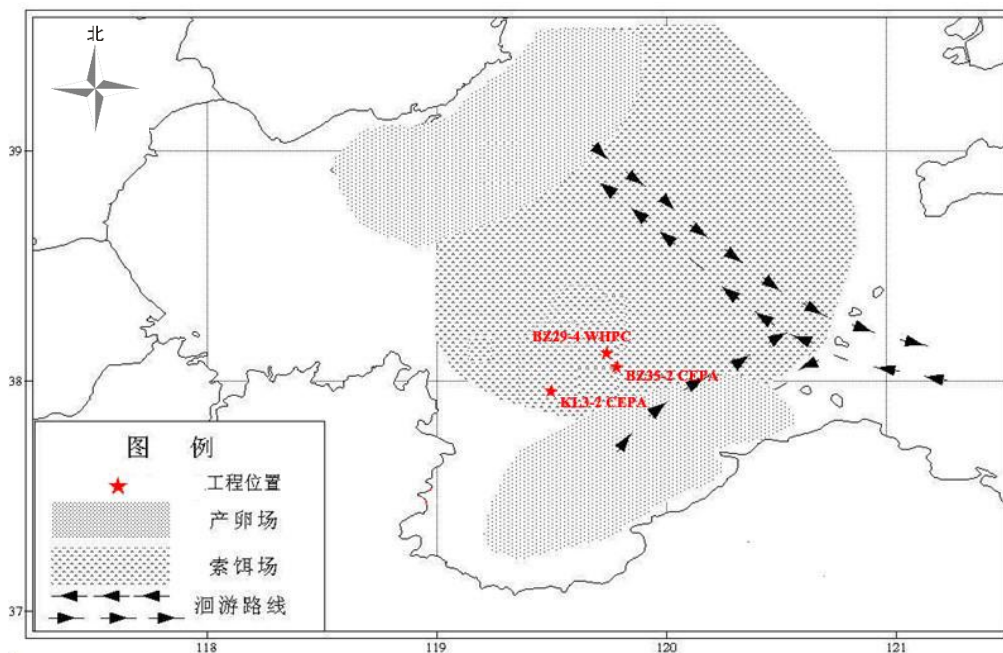 北
39
38
37
118
119
120
121
BZ29-4 WHPC
BZ35-2 CEPA
KL3-2 CEPA
图 例
工程位置
产卵场
索饵场
洄游路线